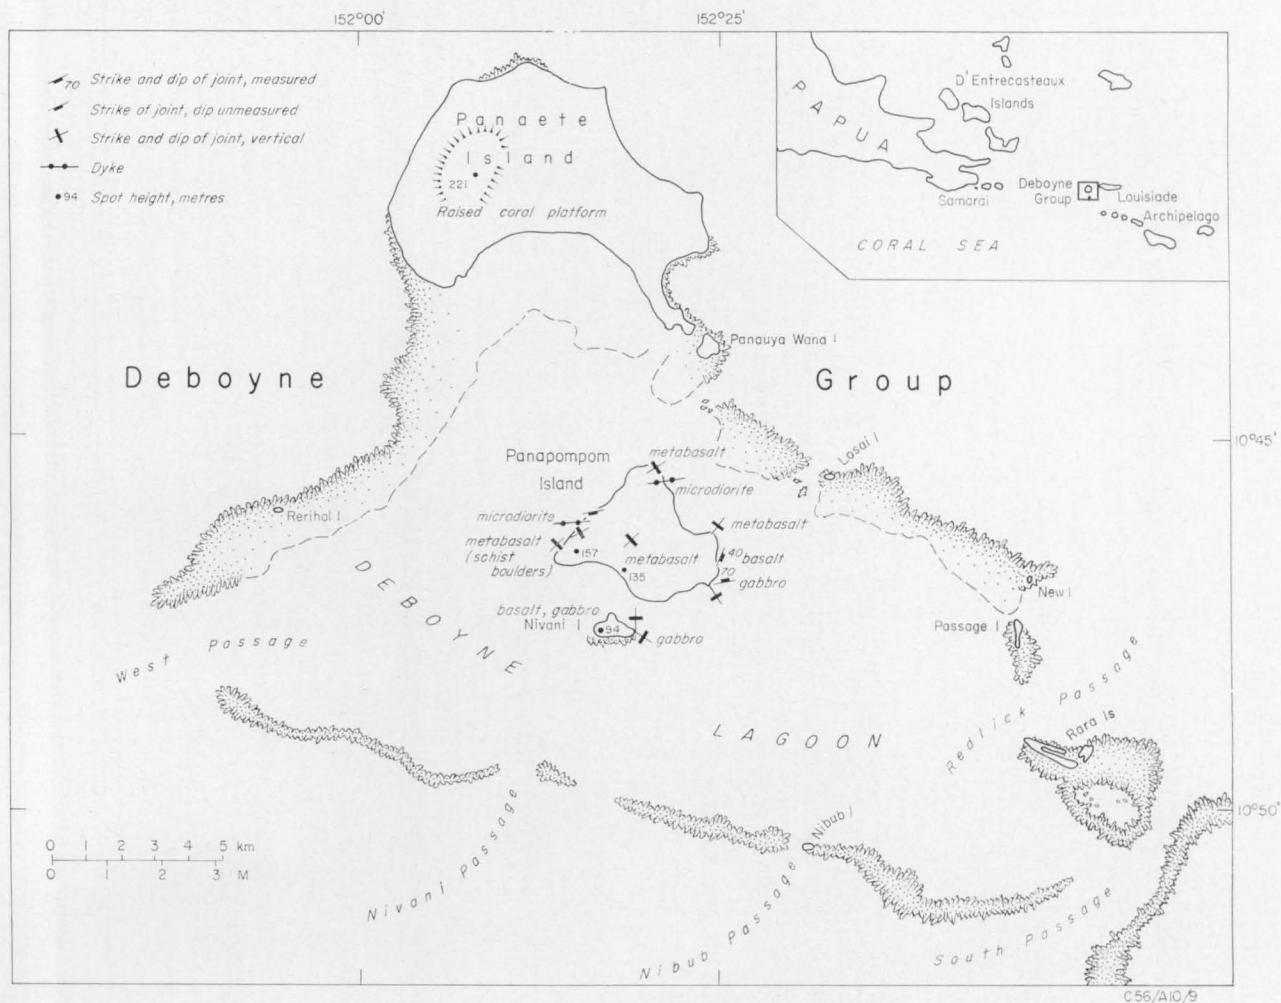 152°00'
152°25'
70 Strike and dip of joint, measured
Strike of joint, dip unmeasured
Strike and dip of joint, vertical
Dyke
94 Spot height, metres
Panaete
Island
221
Raised coral platform
PAPUA
D'Entrecasteaux
Islands
Samarai
Deboyne
Group
Louisiade
Archipelago
CORAL SEA
Panauya Wana I
Deboyne
Group
10°45'
Panapompom
Island
metabasalt
microdiorite
Losai I
Rerihol I
microdiorite
metabasalt
(schist
boulders)
157
metabasalt
135
metabasalt
40
basalt
70
gabbro
New I
basalt, gabbro
Nivani I
94
gabbro
Passage I
DEBOYNE
LAGOON
West Passage
Redlick Passage
Rara Is
10°50'
0 1 2 3 4 5 km
0 1 2 3 M
Nivani Passage
Nibub I
Nibub Passage
South Passage
C56/A10/9